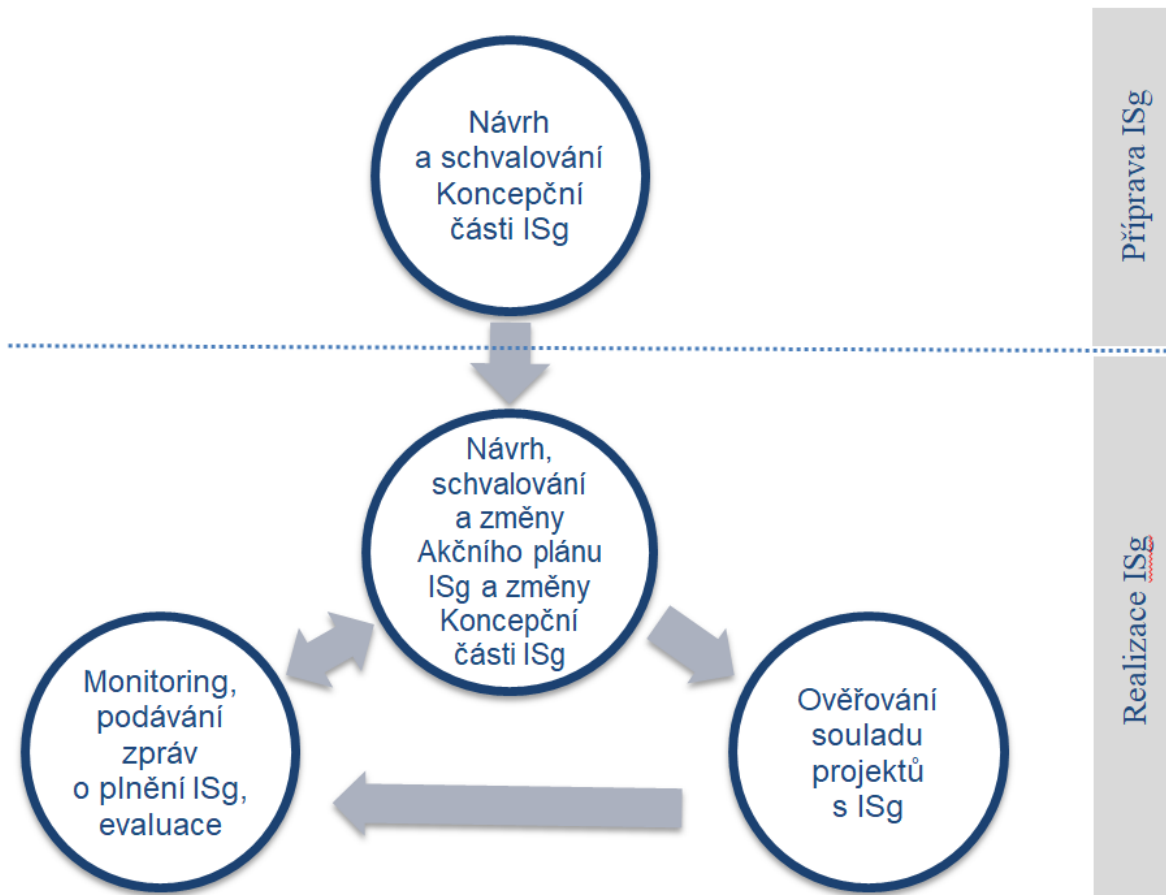 Návrh
a schvalování
Koncepční
části ISg
Příprava ISg
Návrh,
schvalování
a změny
Akčního plánu
ISg a změny
Koncepční
části ISg
Monitoring,
podávání
zpráv
o plnění ISg,
evaluace
Ověřování
souladu
projektů
s ISg
Realizace ISg